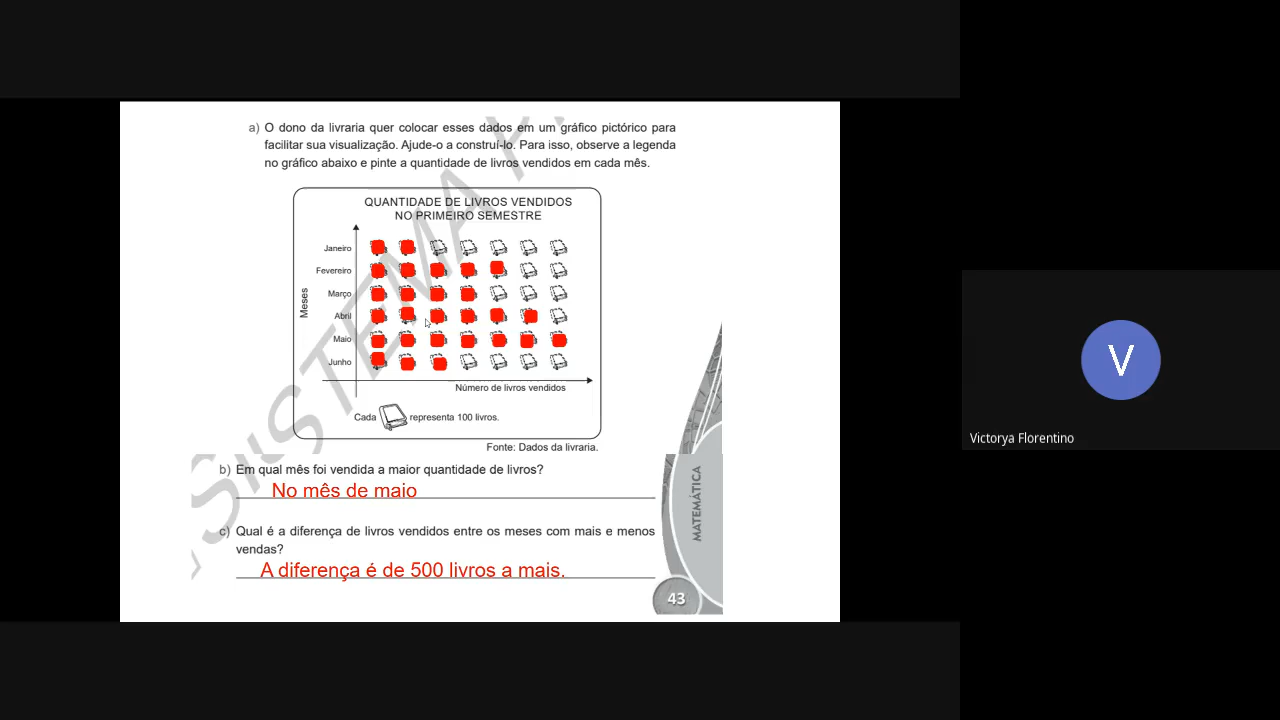 a) O dono da livraria quer colocar esses dados em um gráfico pictórico para
facilitar sua visualização. Ajude-o a construí-lo. Para isso, observe a legenda
no gráfico abaixo e pinte a quantidade de livros vendidos em cada mês.
QUANTIDADE DE LIVROS VENDIDOS
NO PRIMEIRO SEMESTRE
Meses
Janeiro
Fevereiro
Março
Abril
Maio
Junho
Número de livros vendidos
Cada representa 100 livros.
Fonte: Dados da livraria.
b) Em qual mês foi vendida a maior quantidade de livros?
No mês de maio
c) Qual é a diferença de livros vendidos entre os meses com mais e menos
vendas?
A diferença é de 500 livros a mais.
MATEMÁTICA
43
SISTEMA
V
Victorya Florentino